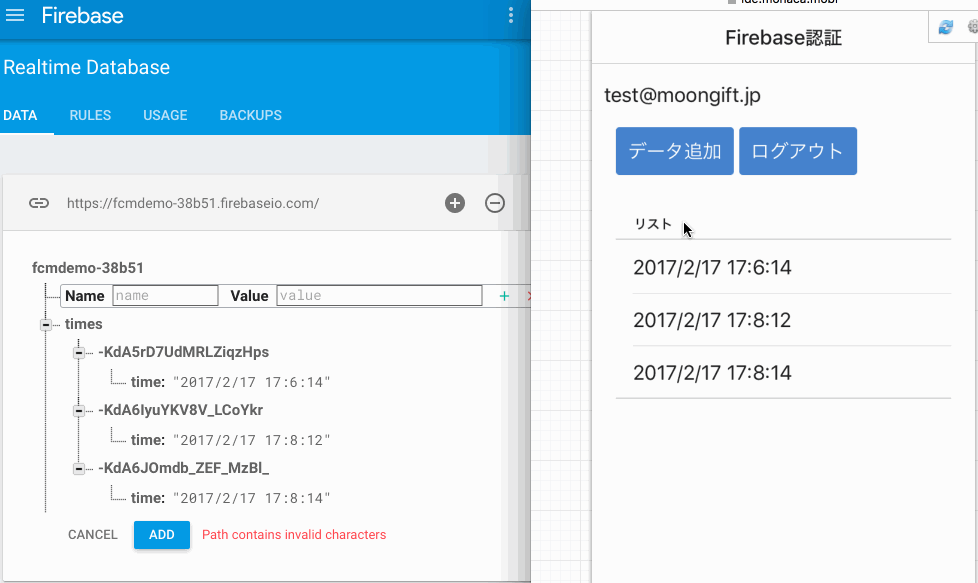 Firebase
Realtime Database
DATA RULES USAGE BACKUPS
https://fcmdemo-38b51.firebaseio.com/
fcmdemo-38b51
Name name Value value
times
-KdA5rD7UdMRLZiqzHps
time: "2017/2/17 17:6:14"
-KdA6IyuYKV8V_LCoYkr
time: "2017/2/17 17:8:12"
-KdA6JOmdb_ZEF_MzBl_
time: "2017/2/17 17:8:14"
CANCEL ADD Path contains invalid characters
ide.monaca.mobi
Firebase認証
test@moongift.jp
データ追加 ログアウト
リスト
2017/2/17 17:6:14
2017/2/17 17:8:12
2017/2/17 17:8:14